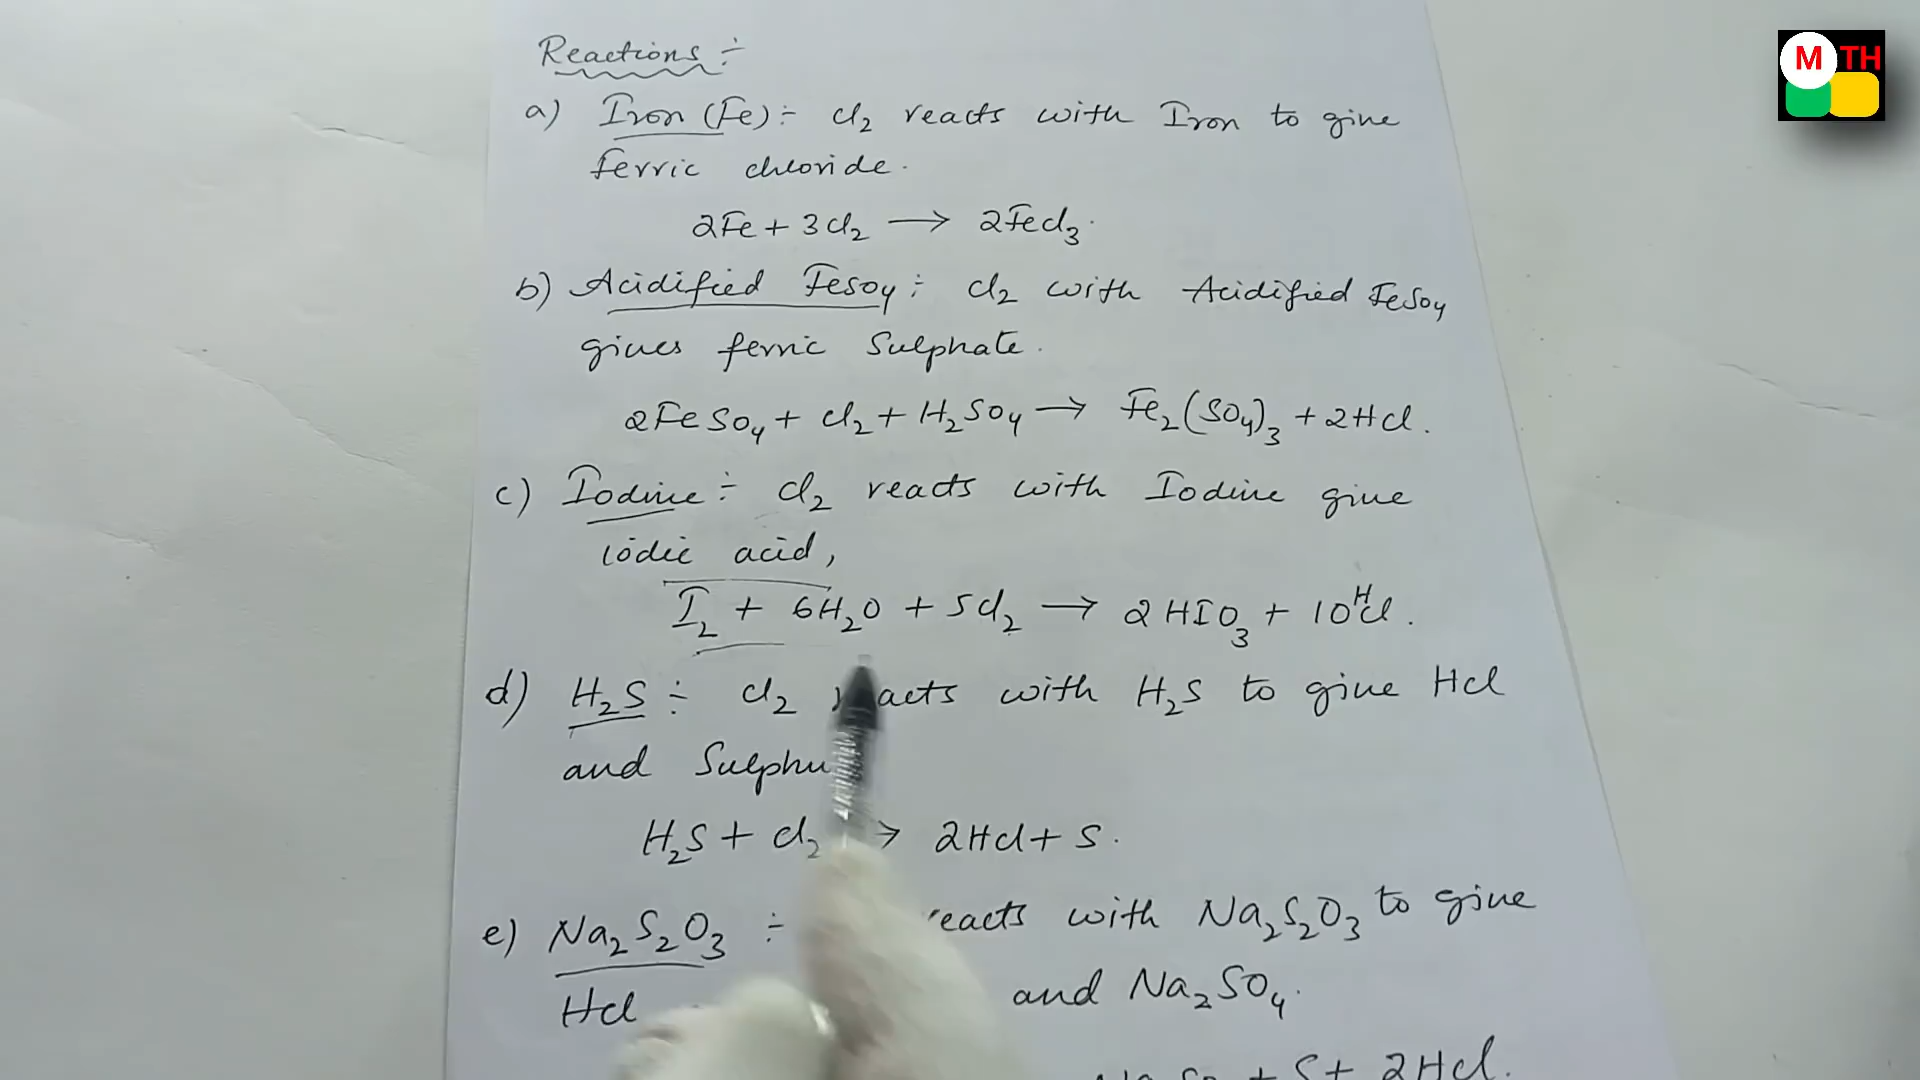 M TH
Reactions :-
a) Iron (Fe) :- Cl2 reacts with Iron to give
ferric chloride.
2Fe + 3Cl2 → 2FeCl3.
b) Acidified FeSO4 :- Cl2 with Acidified FeSO4
gives ferric Sulphate.
2FeSO4 + Cl2 + H2SO4 → Fe2(SO4)3 + 2HCl.
c) Iodine :- Cl2 reacts with Iodine give
iodic acid,
I2 + 6H2O + 5Cl2 → 2HIO3 + 10HCl.
d) H2S :- Cl2 reacts with H2S to give HCl
and
H2S + Cl2 → 2HCl + S.
e) Na2S2O3 :- with Na2S2O3 to give
HCl and Na2SO4.
+ S + 2HCl.